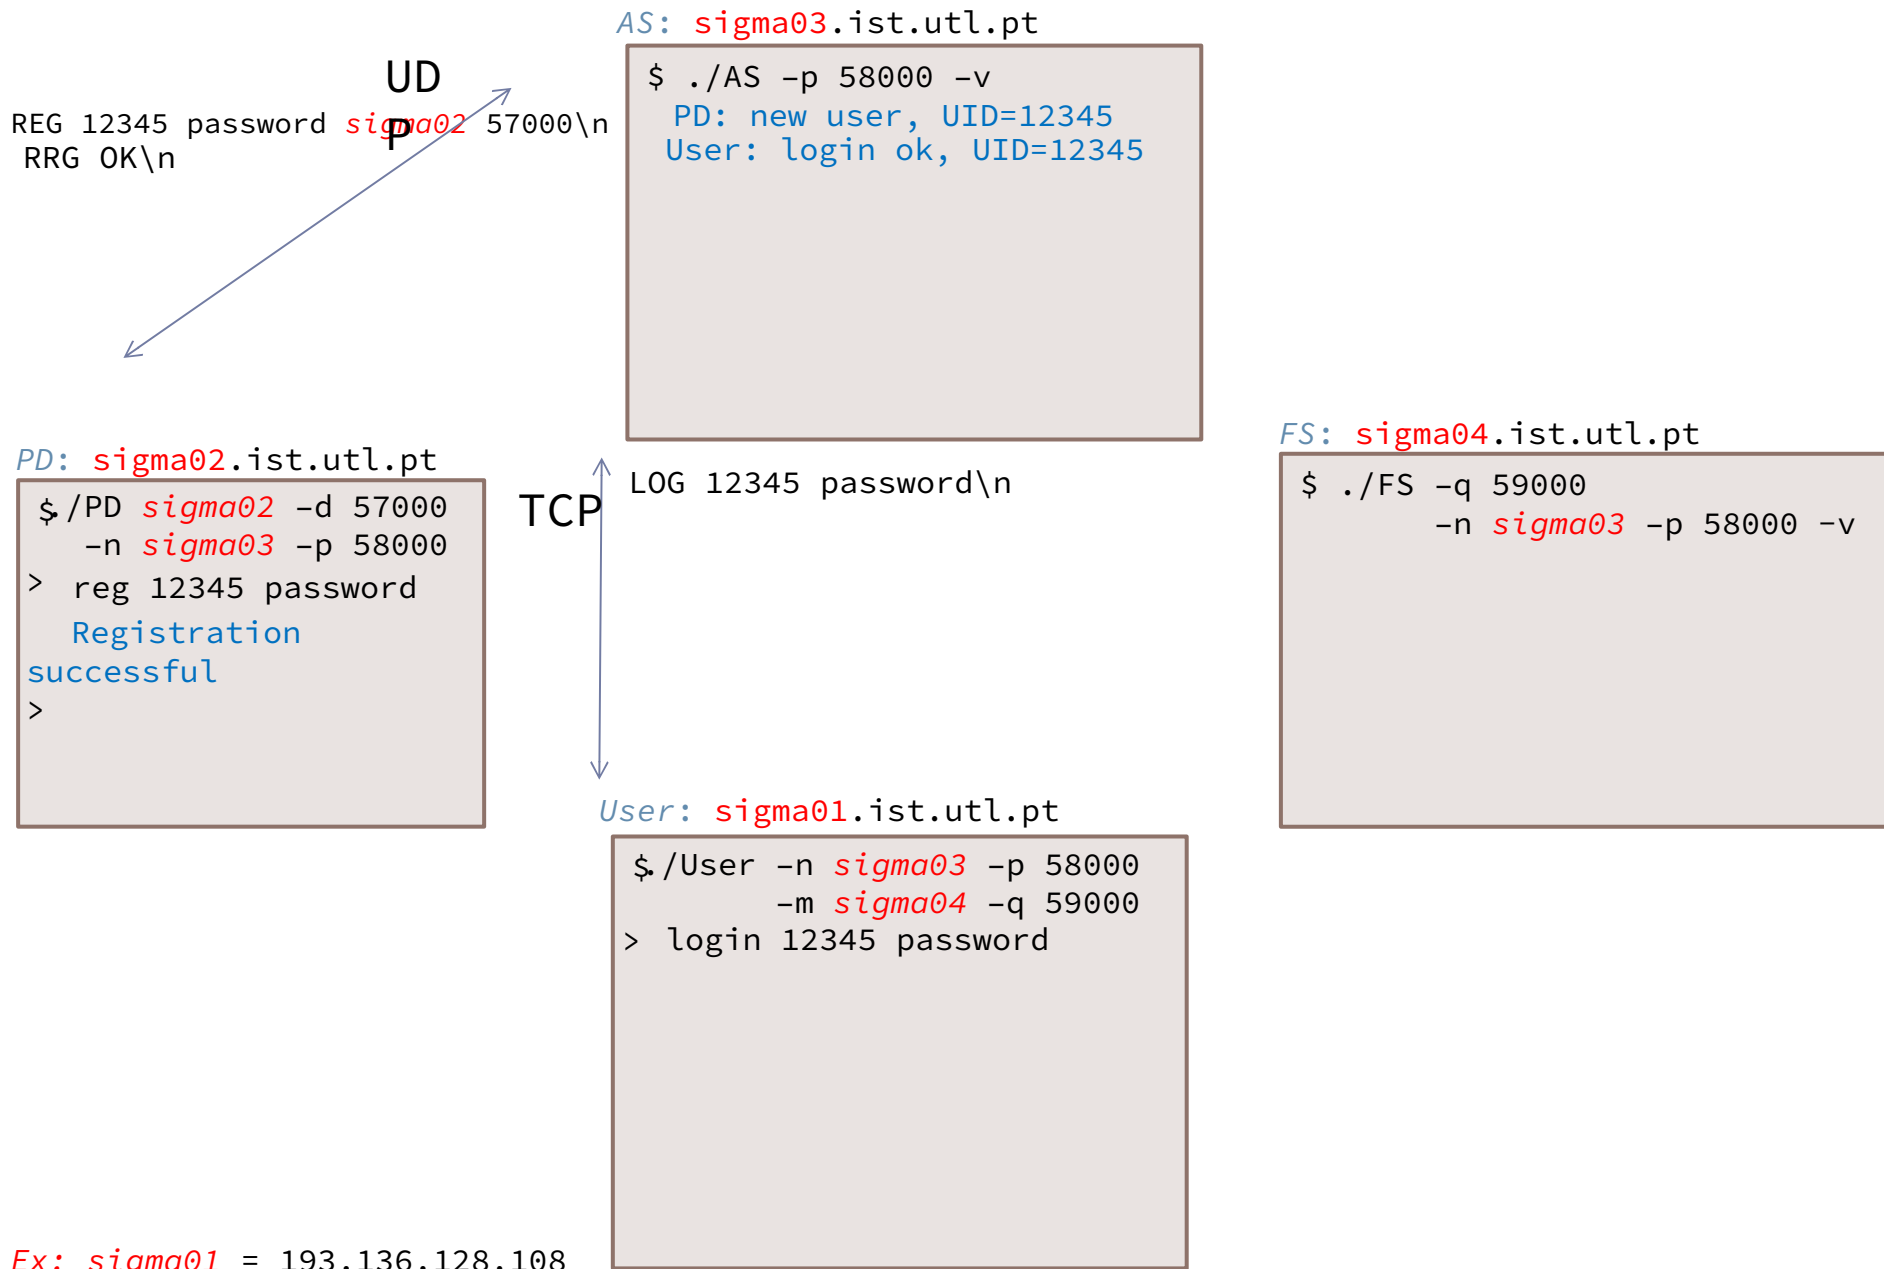 AS: sigma03.ist.utl.pt
$ ./AS –p 58000 –v
PD: new user, UID=12345
User: login ok, UID=12345
UD
P
REG 12345 password sigma02 57000\n
RRG OK\n
PD: sigma02.ist.utl.pt
$./PD sigma02 –d 57000
–n sigma03 –p 58000
> reg 12345 password
Registration
successful
>
TCP
LOG 12345 password\n
FS: sigma04.ist.utl.pt
$ ./FS –q 59000
–n sigma03 –p 58000 –v
User: sigma01.ist.utl.pt
$./User –n sigma03 –p 58000
–m sigma04 –q 59000
> login 12345 password
Ex: sigma01 = 193.136.128.108